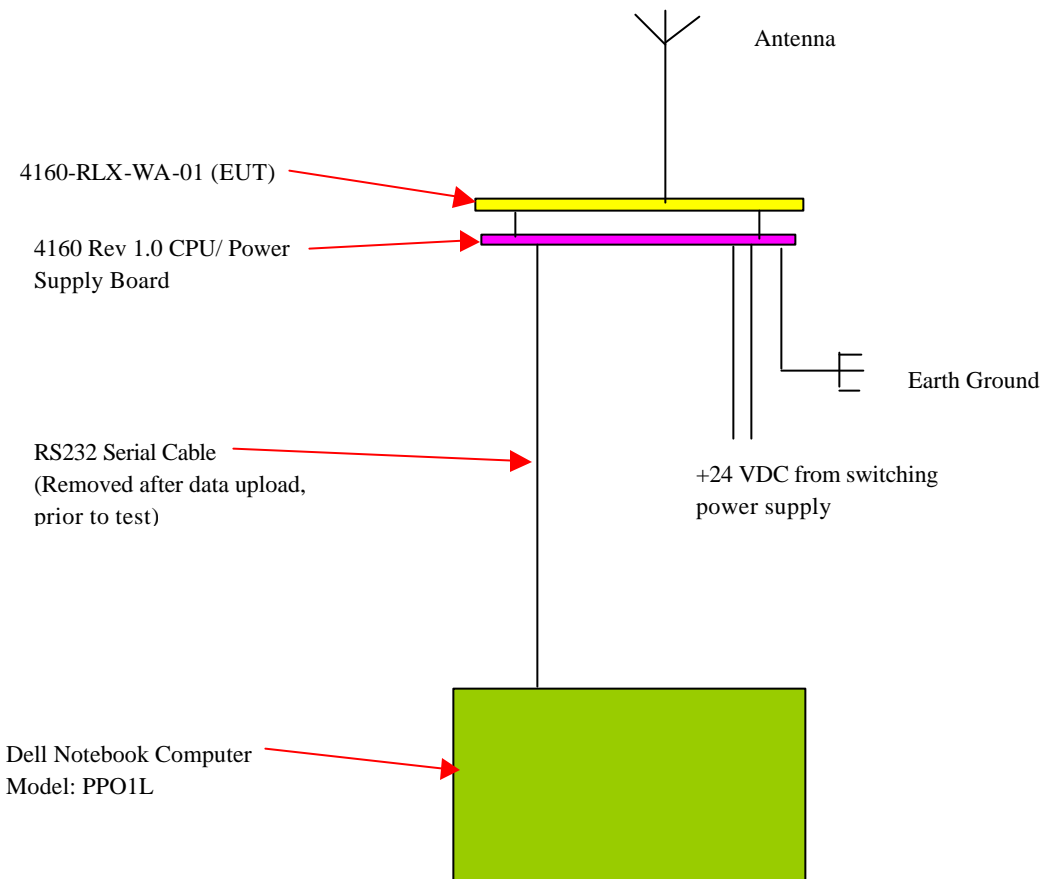 Antenna
4160-RLX-WA-01 (EUT)
4160 Rev 1.0 CPU/ Power
Supply Board
Earth Ground
RS232 Serial Cable
(Removed after data upload,
prior to test)
+24 VDC from switching
power supply
Dell Notebook Computer
Model: PPO1L